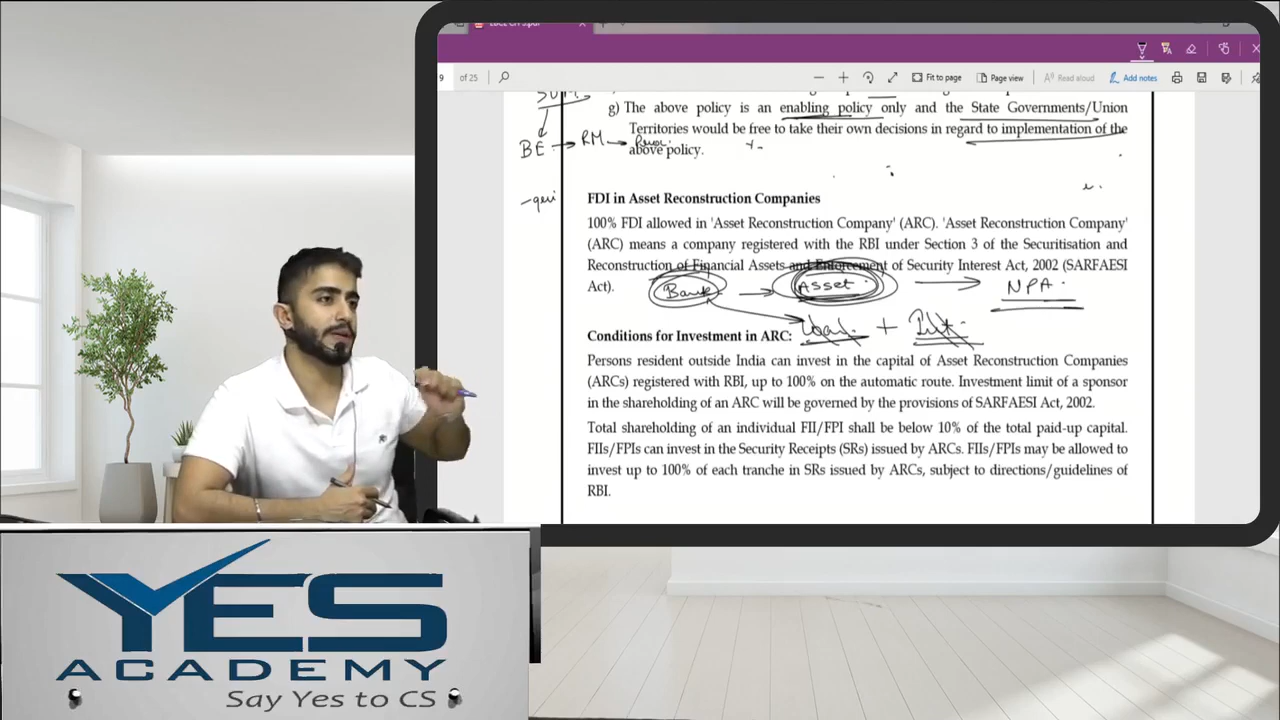 9 of 25
Fit to page
Page view
Read aloud
Add notes
g) The above policy is an enabling policy only and the State Governments/Union
Territories would be free to take their own decisions in regard to implementation of the
above policy.
BE → RM →
FDI in Asset Reconstruction Companies
100% FDI allowed in 'Asset Reconstruction Company' (ARC). 'Asset Reconstruction Company'
(ARC) means a company registered with the RBI under Section 3 of the Securitisation and
Reconstruction of Financial Assets and Enforcement of Security Interest Act, 2002 (SARFAESI
Act).
Bank → Asset → NPA
Conditions for Investment in ARC:
Persons resident outside India can invest in the capital of Asset Reconstruction Companies
(ARCs) registered with RBI, up to 100% on the automatic route. Investment limit of a sponsor
in the shareholding of an ARC will be governed by the provisions of SARFAESI Act, 2002.
Total shareholding of an individual FII/FPI shall be below 10% of the total paid-up capital.
FIIs/FPIs can invest in the Security Receipts (SRs) issued by ARCs. FIIs/FPIs may be allowed to
invest up to 100% of each tranche in SRs issued by ARCs, subject to directions/guidelines of
RBI.
YES
ACADEMY
Say Yes to CS